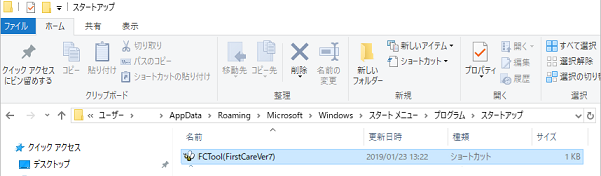 スタートアップ
ファイル ホーム 共有 表示
クイック アクセスにピン留めする
コピー
貼り付け
切り取り
パスのコピー
ショートカットの貼り付け
クリップボード
移動先
コピー先
削除
名前の変更
整理
新しいフォルダー
新しいアイテム
ショートカット
新規
プロパティ
開く
編集
履歴
開く
すべて選択
選択解除
選択の切り
選択
« ユーザー > > AppData > Roaming > Microsoft > Windows > スタート メニュー > プログラム > スタートアップ
クイック アクセス
デスクトップ
名前 更新日時 種類 サイズ
FCTool(FirstCareVer7) 2019/01/23 13:22 ショートカット 1 KB